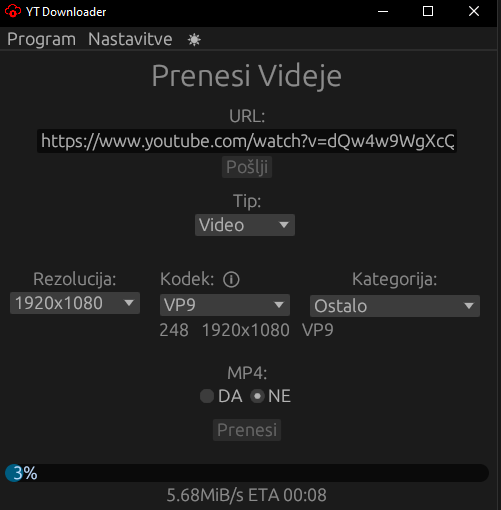 YT Downloader
Program Nastavitve
Prenesi Videje
URL:
https://www.youtube.com/watch?v=dQw4w9WgXcQ
Pošlji
Tip:
Video
Rezolucija: Kodek: Kategorija:
1920x1080 VP9 Ostalo
248 1920x1080 VP9
MP4:
DA NE
Prenesi
3%
5.68MiB/s ETA 00:08